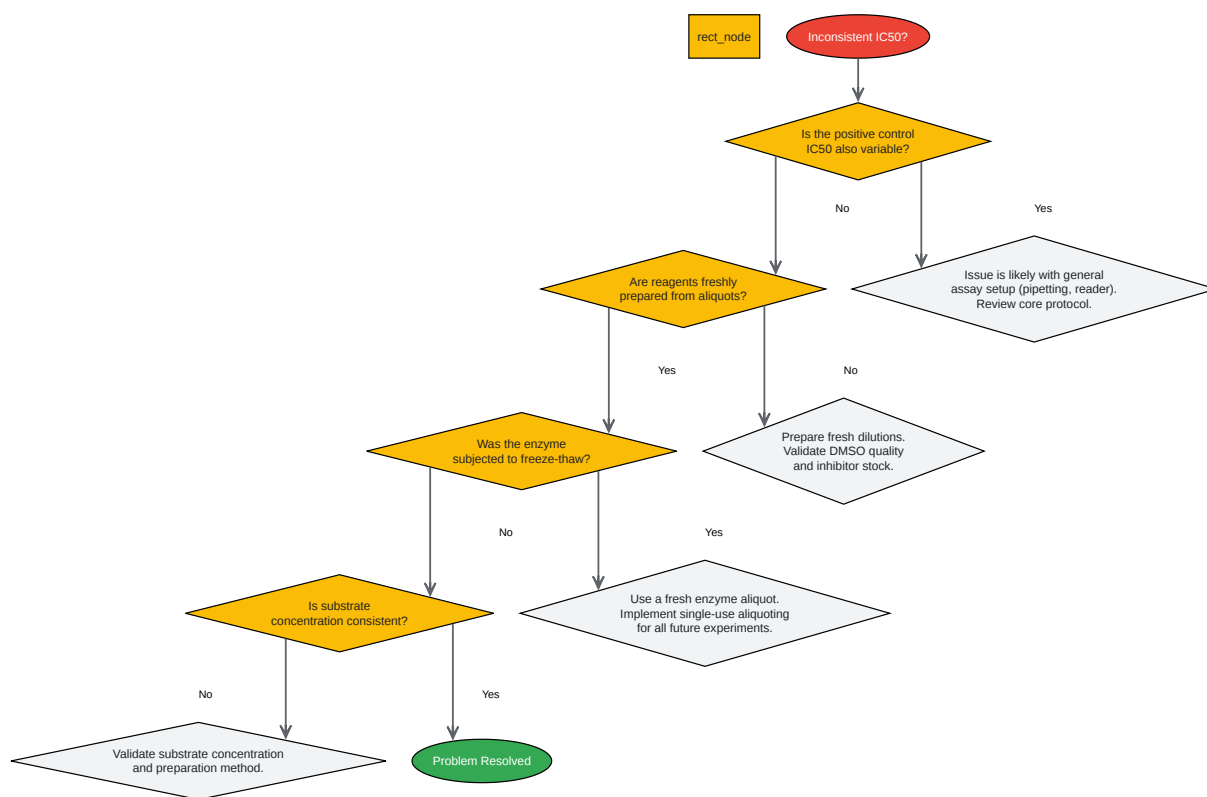 rect_node
Inconsistent IC50?
Is the positive control
IC50 also variable?
No
Yes
Are reagents freshly
prepared from aliquots?
Issue is likely with general
assay setup (pipetting, reader).
Review core protocol.
Yes
No
Was the enzyme
subjected to freeze-thaw?
Prepare fresh dilutions.
Validate DMSO quality
and inhibitor stock.
No
Yes
Is substrate
concentration consistent?
Use a fresh enzyme aliquot.
Implement single-use aliquoting
for all future experiments.
No
Yes
Validate substrate concentration
and preparation method.
Problem Resolved